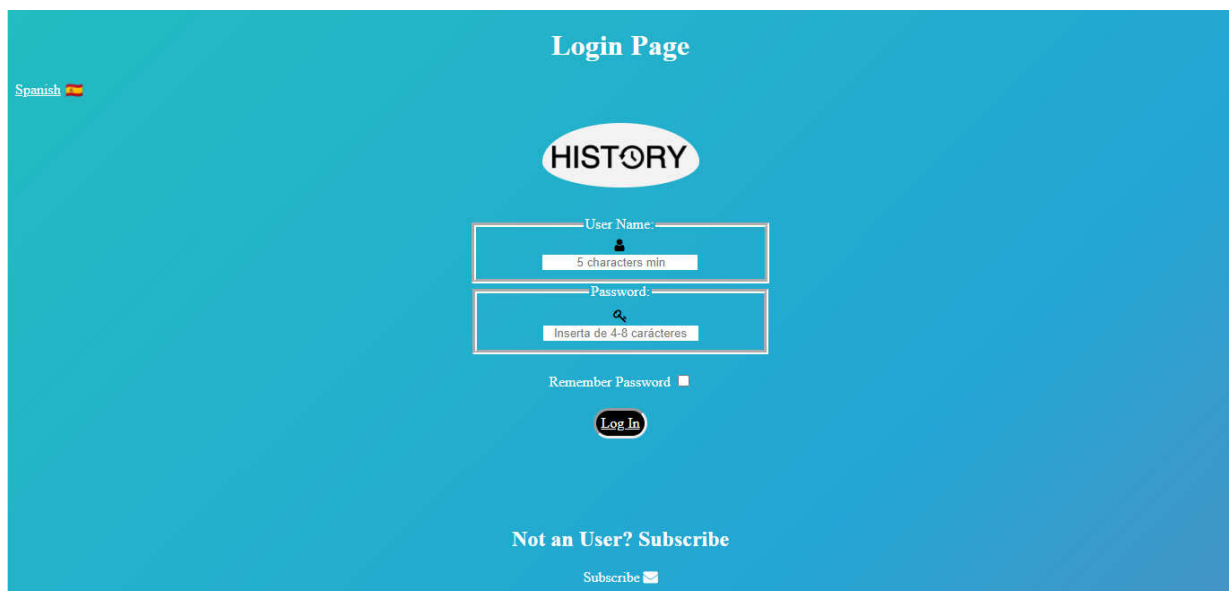 Login Page
Spanish
HISTORY
User Name:
5 characters min
Password:
Inserta de 4-8 carácteres
Remember Password
Log In
Not an User? Subscribe
Subscribe